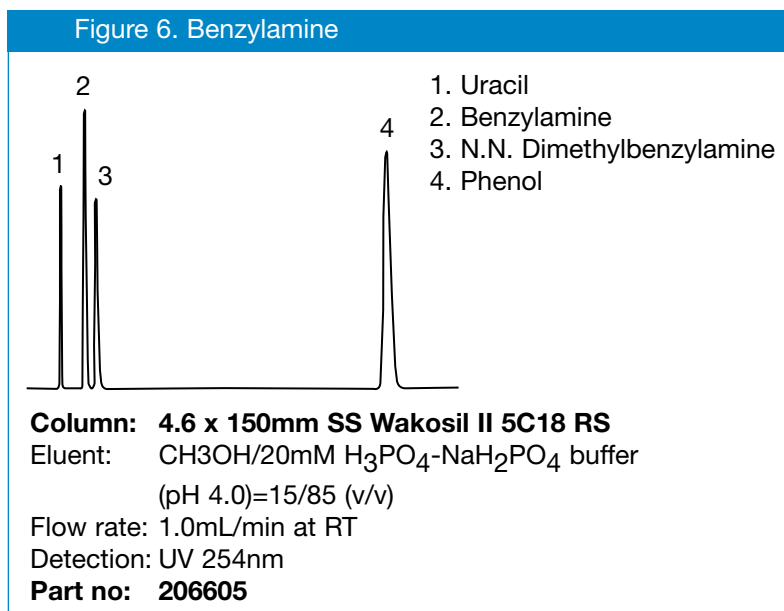 Figure 6. Benzylamine
1
2
3
4
1. Uracil
2. Benzylamine
3. N.N. Dimethylbenzylamine
4. Phenol
Column: 4.6 x 150mm SS Wakosil II 5C18 RS
Eluent: CH3OH/20mM H₃PO₄-NaH₂PO₄ buffer
(pH 4.0)=15/85 (v/v)
Flow rate: 1.0mL/min at RT
Detection: UV 254nm
Part no: 206605